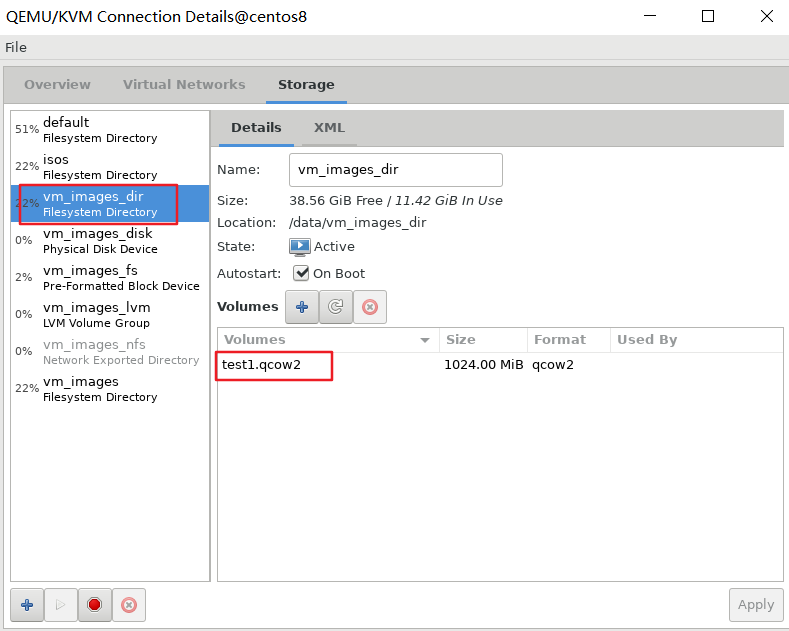 QEMU/KVM Connection Details@centos8
File
Overview Virtual Networks Storage
51% default
Filesystem Directory
22% isos
Filesystem Directory
22% vm_images_dir
Filesystem Directory
0% vm_images_disk
Physical Disk Device
2% vm_images_fs
Pre-Formatted Block Device
0% vm_images_lvm
LVM Volume Group
0% vm_images_nfs
Network Exported Directory
22% vm_images
Filesystem Directory
Details XML
Name: vm_images_dir
Size: 38.56 GiB Free / 11.42 GiB In Use
Location: /data/vm_images_dir
State: Active
Autostart: On Boot
Volumes
Volumes Size Format Used By
test1.qcow2 1024.00 MiB qcow2
Apply